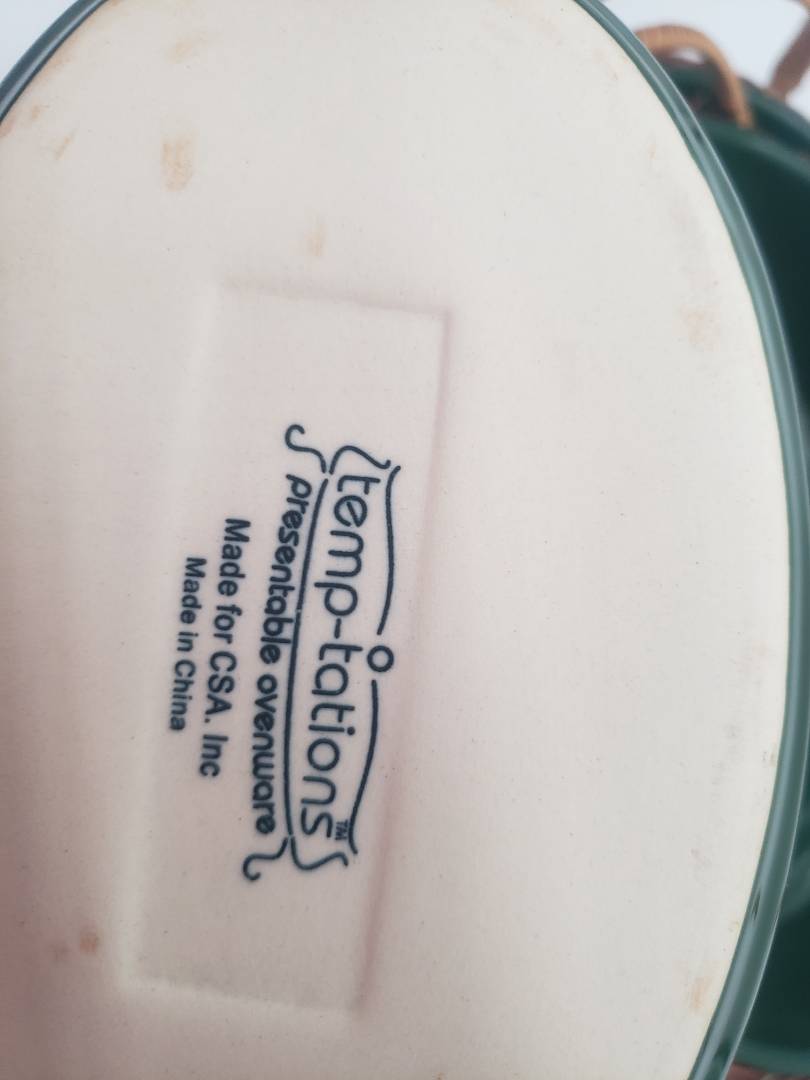 temp-tations™
presentable ovenware
Made for CSA. Inc
Made in China